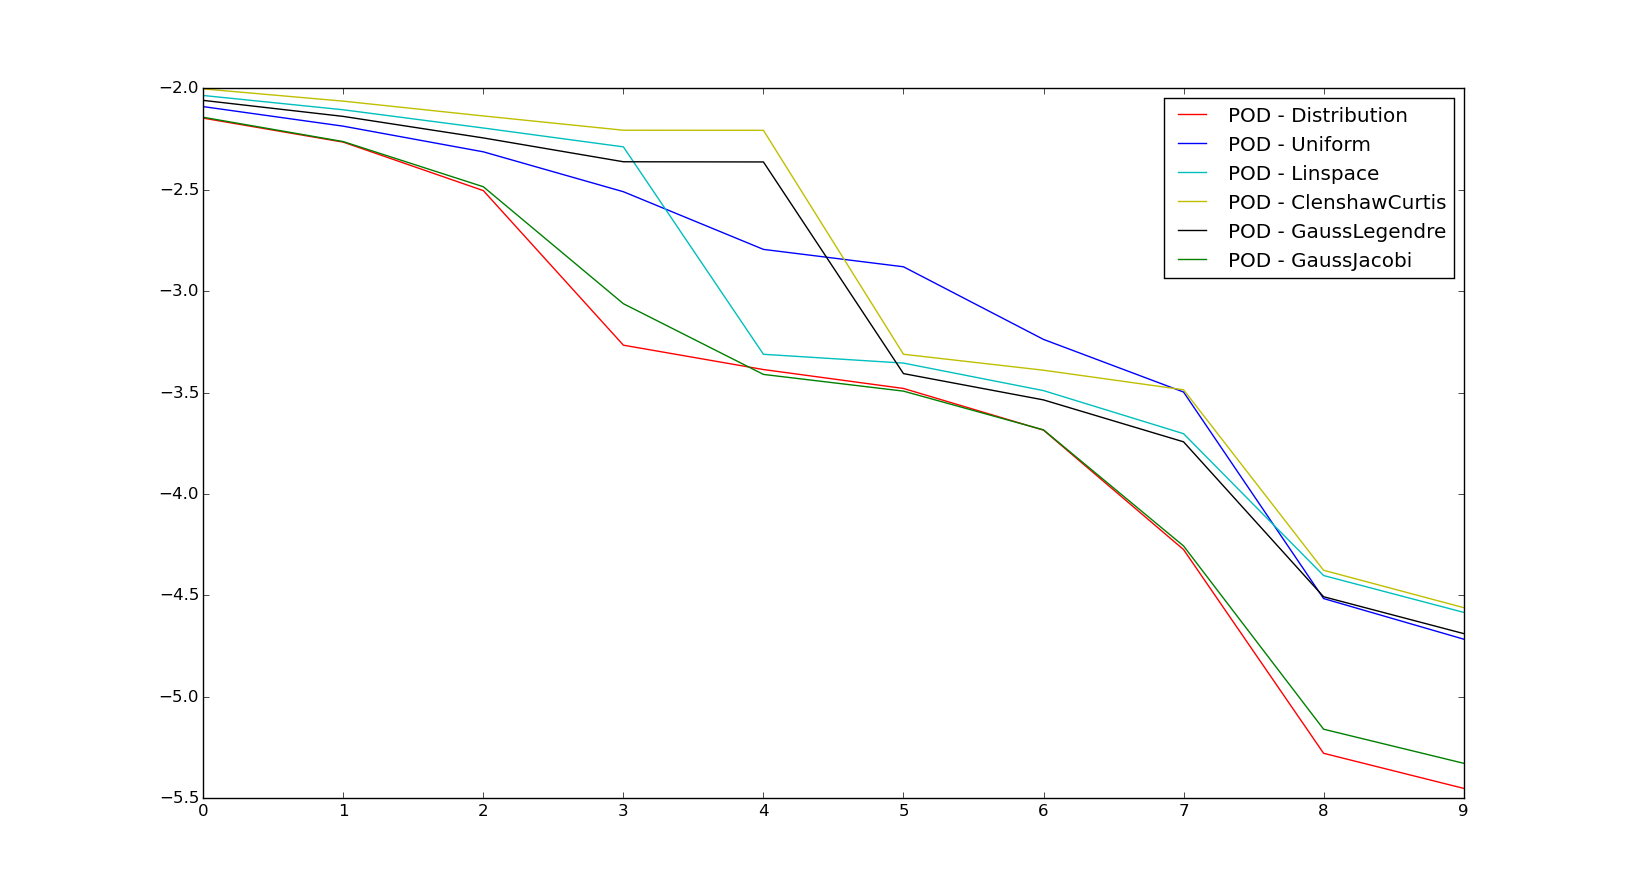 −2.0
−2.5
−3.0
−3.5
−4.0
−4.5
−5.0
−5.5
0 1 2 3 4 5 6 7 8 9
POD - Distribution
POD - Uniform
POD - Linspace
POD - ClenshawCurtis
POD - GaussLegendre
POD - GaussJacobi